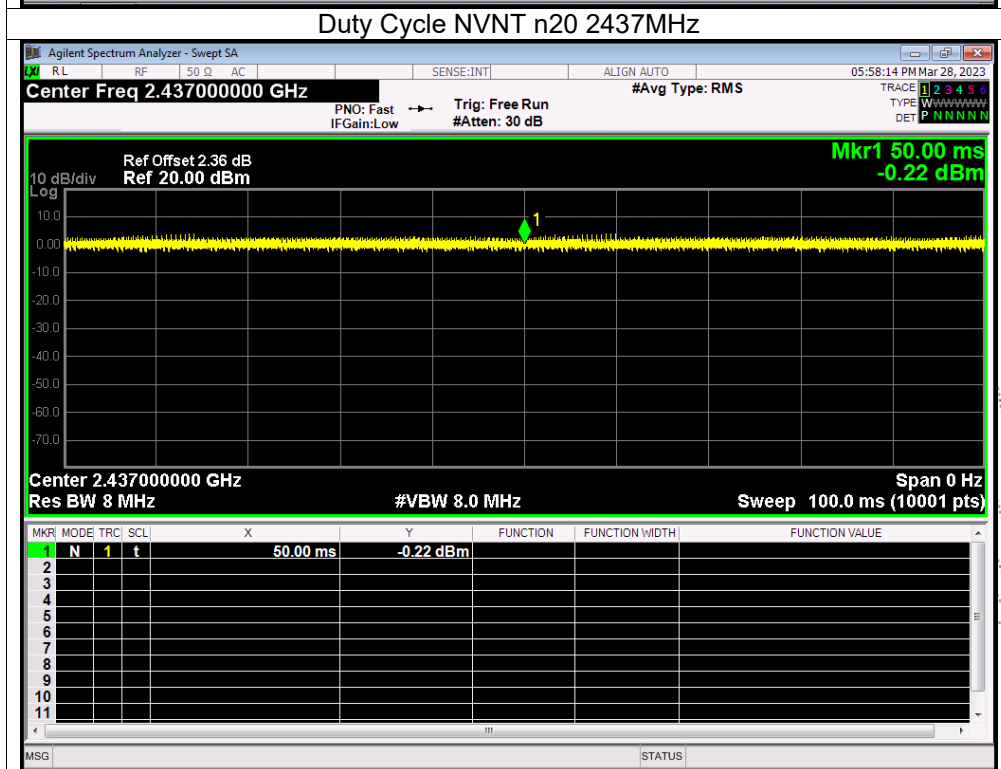 Duty Cycle NVNT n20 2437MHz
Agilent Spectrum Analyzer - Swept SA
LXI RL RF 50 Ω AC SENSE:INT ALIGN AUTO 05:58:14 PM Mar 28, 2023
Center Freq 2.437000000 GHz #Avg Type: RMS TRACE 1 2 3 4 5 6
PNO: Fast Trig: Free Run TYPE WWWWWW
IFGain:Low #Atten: 30 dB DET P N N N N N
Mkr1 50.00 ms
Ref Offset 2.36 dB
-0.22 dBm
10 dB/div Ref 20.00 dBm
Log
10.0
1
0.00
-10.0
-20.0
-30.0
-40.0
-50.0
-60.0
-70.0
Center 2.437000000 GHz Span 0 Hz
Res BW 8 MHz #VBW 8.0 MHz Sweep 100.0 ms (10001 pts)
MKR MODE TRC SCL X Y FUNCTION FUNCTION WIDTH FUNCTION VALUE
1 N 1 t 50.00 ms -0.22 dBm
2
3
4
5
6
7
8
9
10
11
MSG STATUS